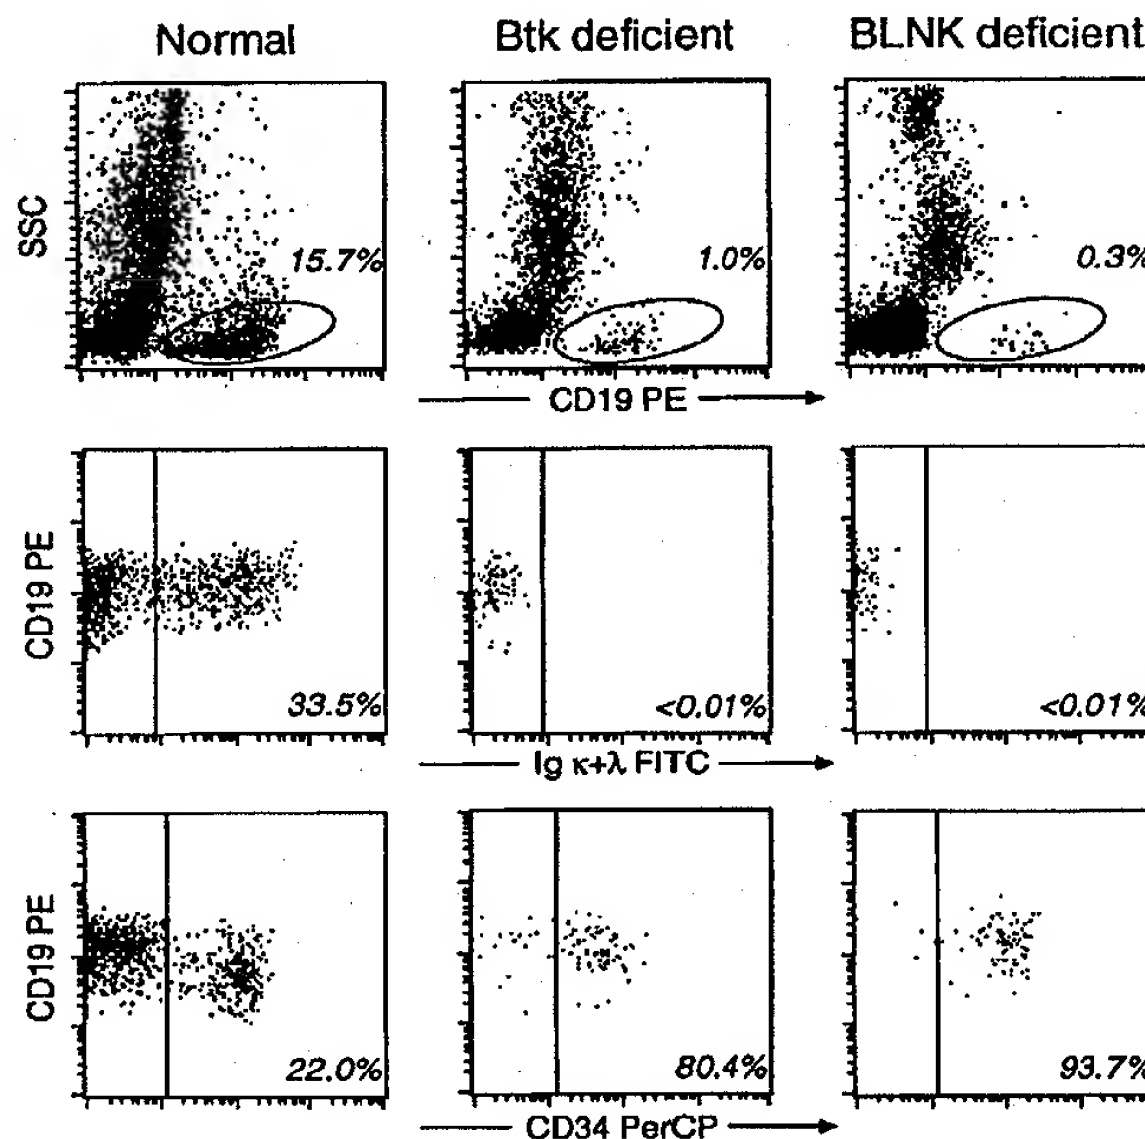 Normal Btk deficient BLNK deficient
SSC
15.7% 1.0% 0.3%
CD19 PE
CD19 PE
33.5% <0.01% <0.01%
Ig κ+λ FITC
CD19 PE
22.0% 80.4% 93.7%
CD34 PerCP